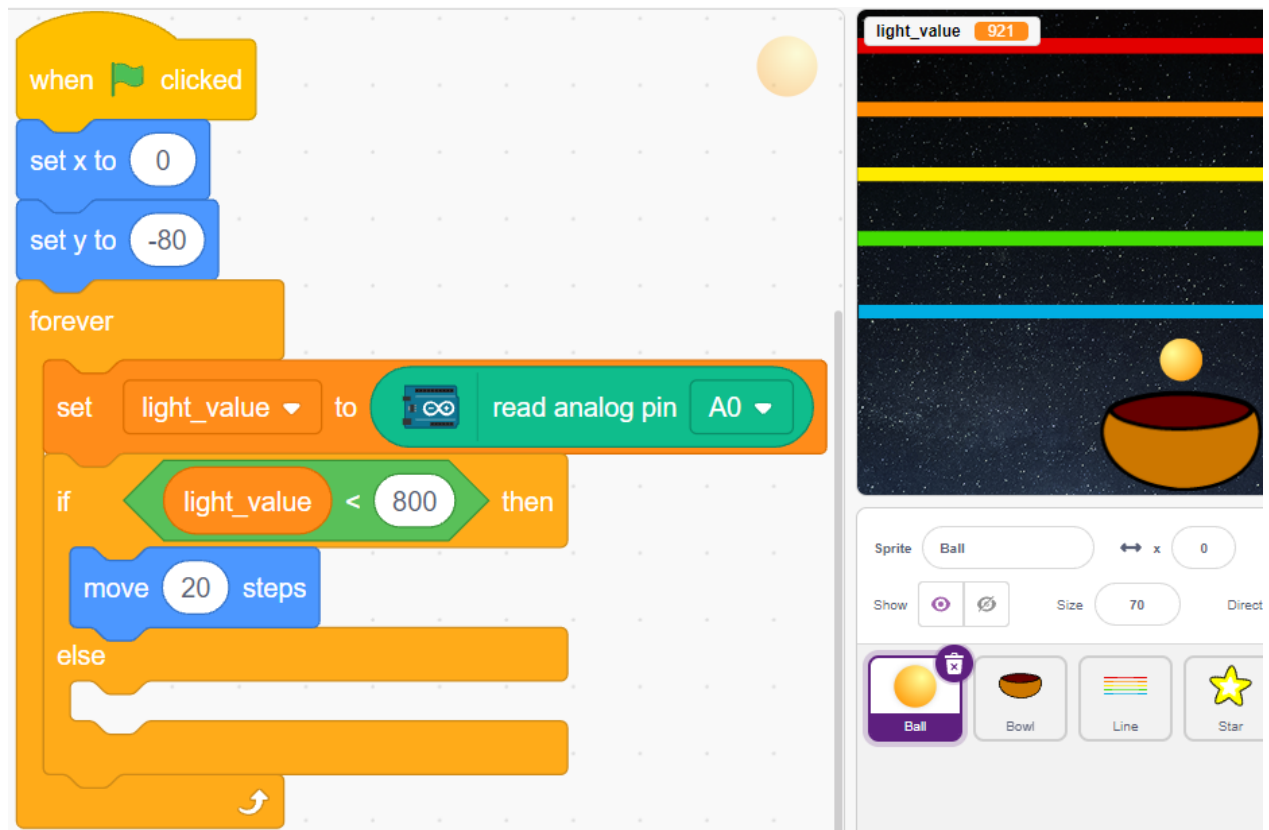 when clicked
set x to 0
set y to -80
forever
set light_value to read analog pin A0
if light_value < 800 then
move 20 steps
else
light_value 921
Sprite Ball x 0
Show Size 70 Direct
Ball Bowl Line Star